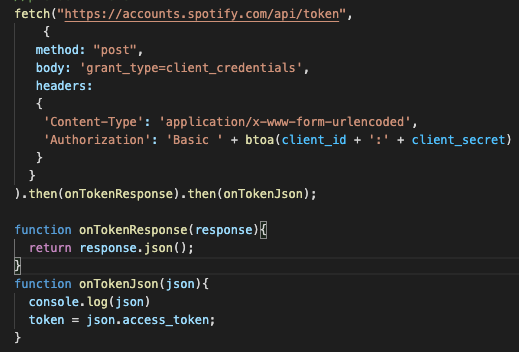 fetch("https://accounts.spotify.com/api/token",
{
method: "post",
body: 'grant_type=client_credentials',
headers:
{
'Content-Type': 'application/x-www-form-urlencoded',
'Authorization': 'Basic ' + btoa(client_id + ':' + client_secret)
}
}
).then(onTokenResponse).then(onTokenJson);
function onTokenResponse(response){
return response.json();
}
function onTokenJson(json){
console.log(json)
token = json.access_token;
}